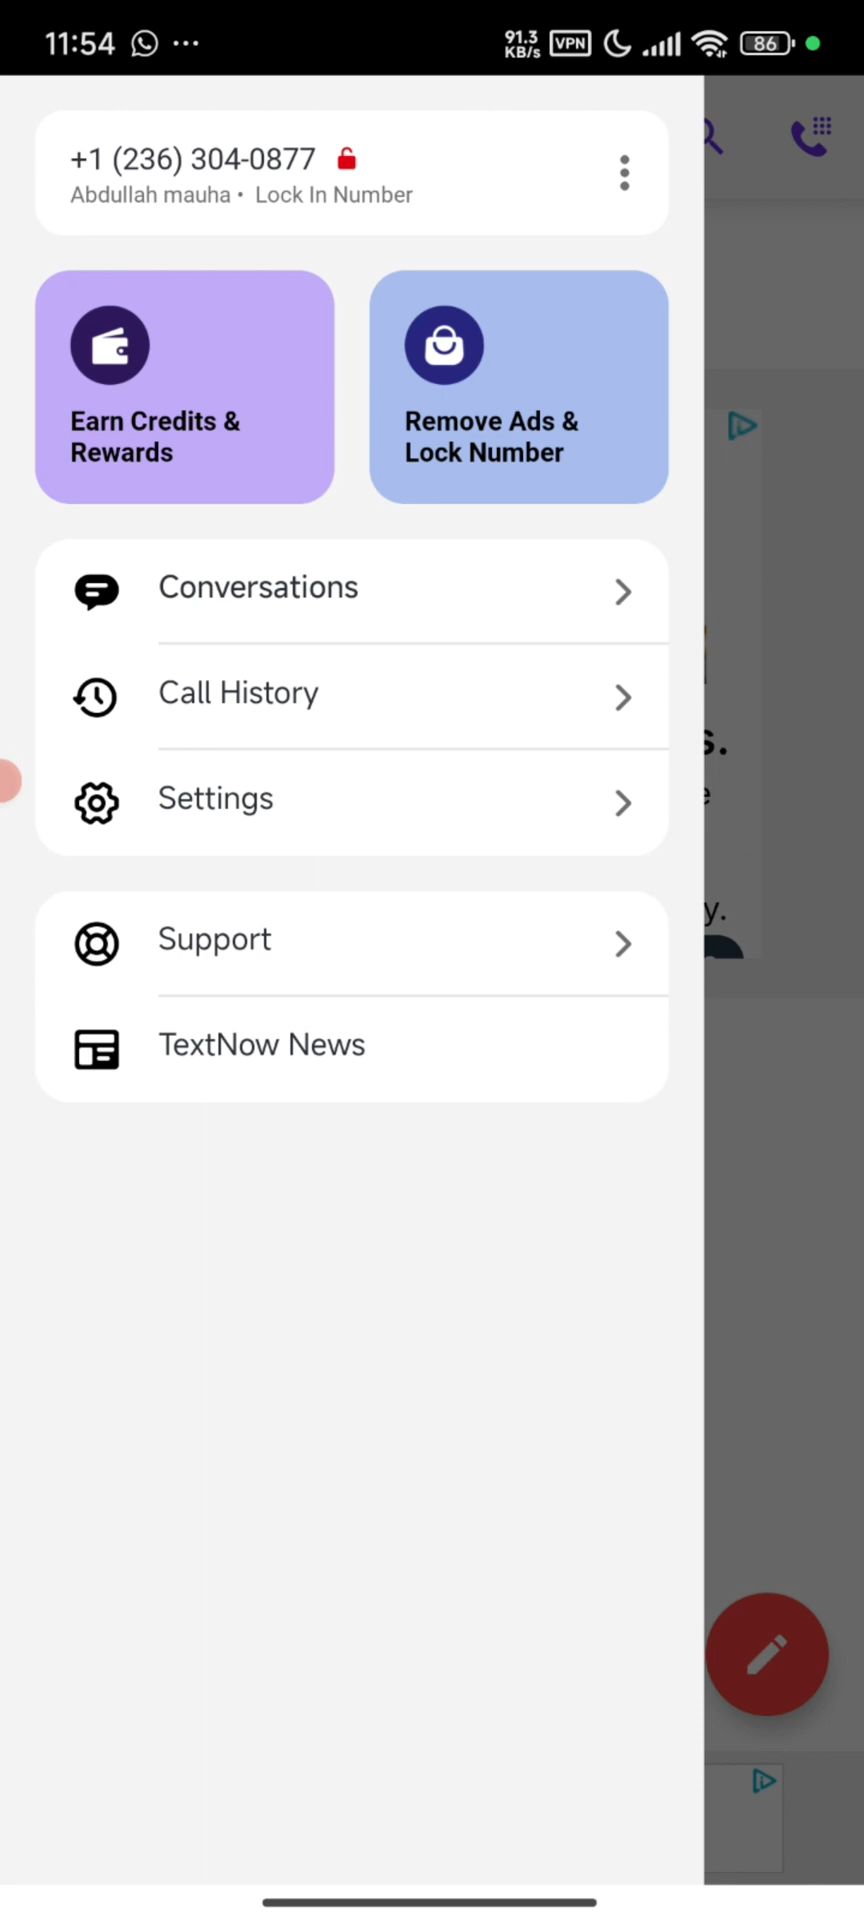 11:54
91.3
KB/s
VPN
86
+1 (236) 304-0877
Abdullah mauha • Lock In Number
Earn Credits &
Rewards
Remove Ads &
Lock Number
Conversations
Call History
s.
e
Settings
y.
Support
TextNow News